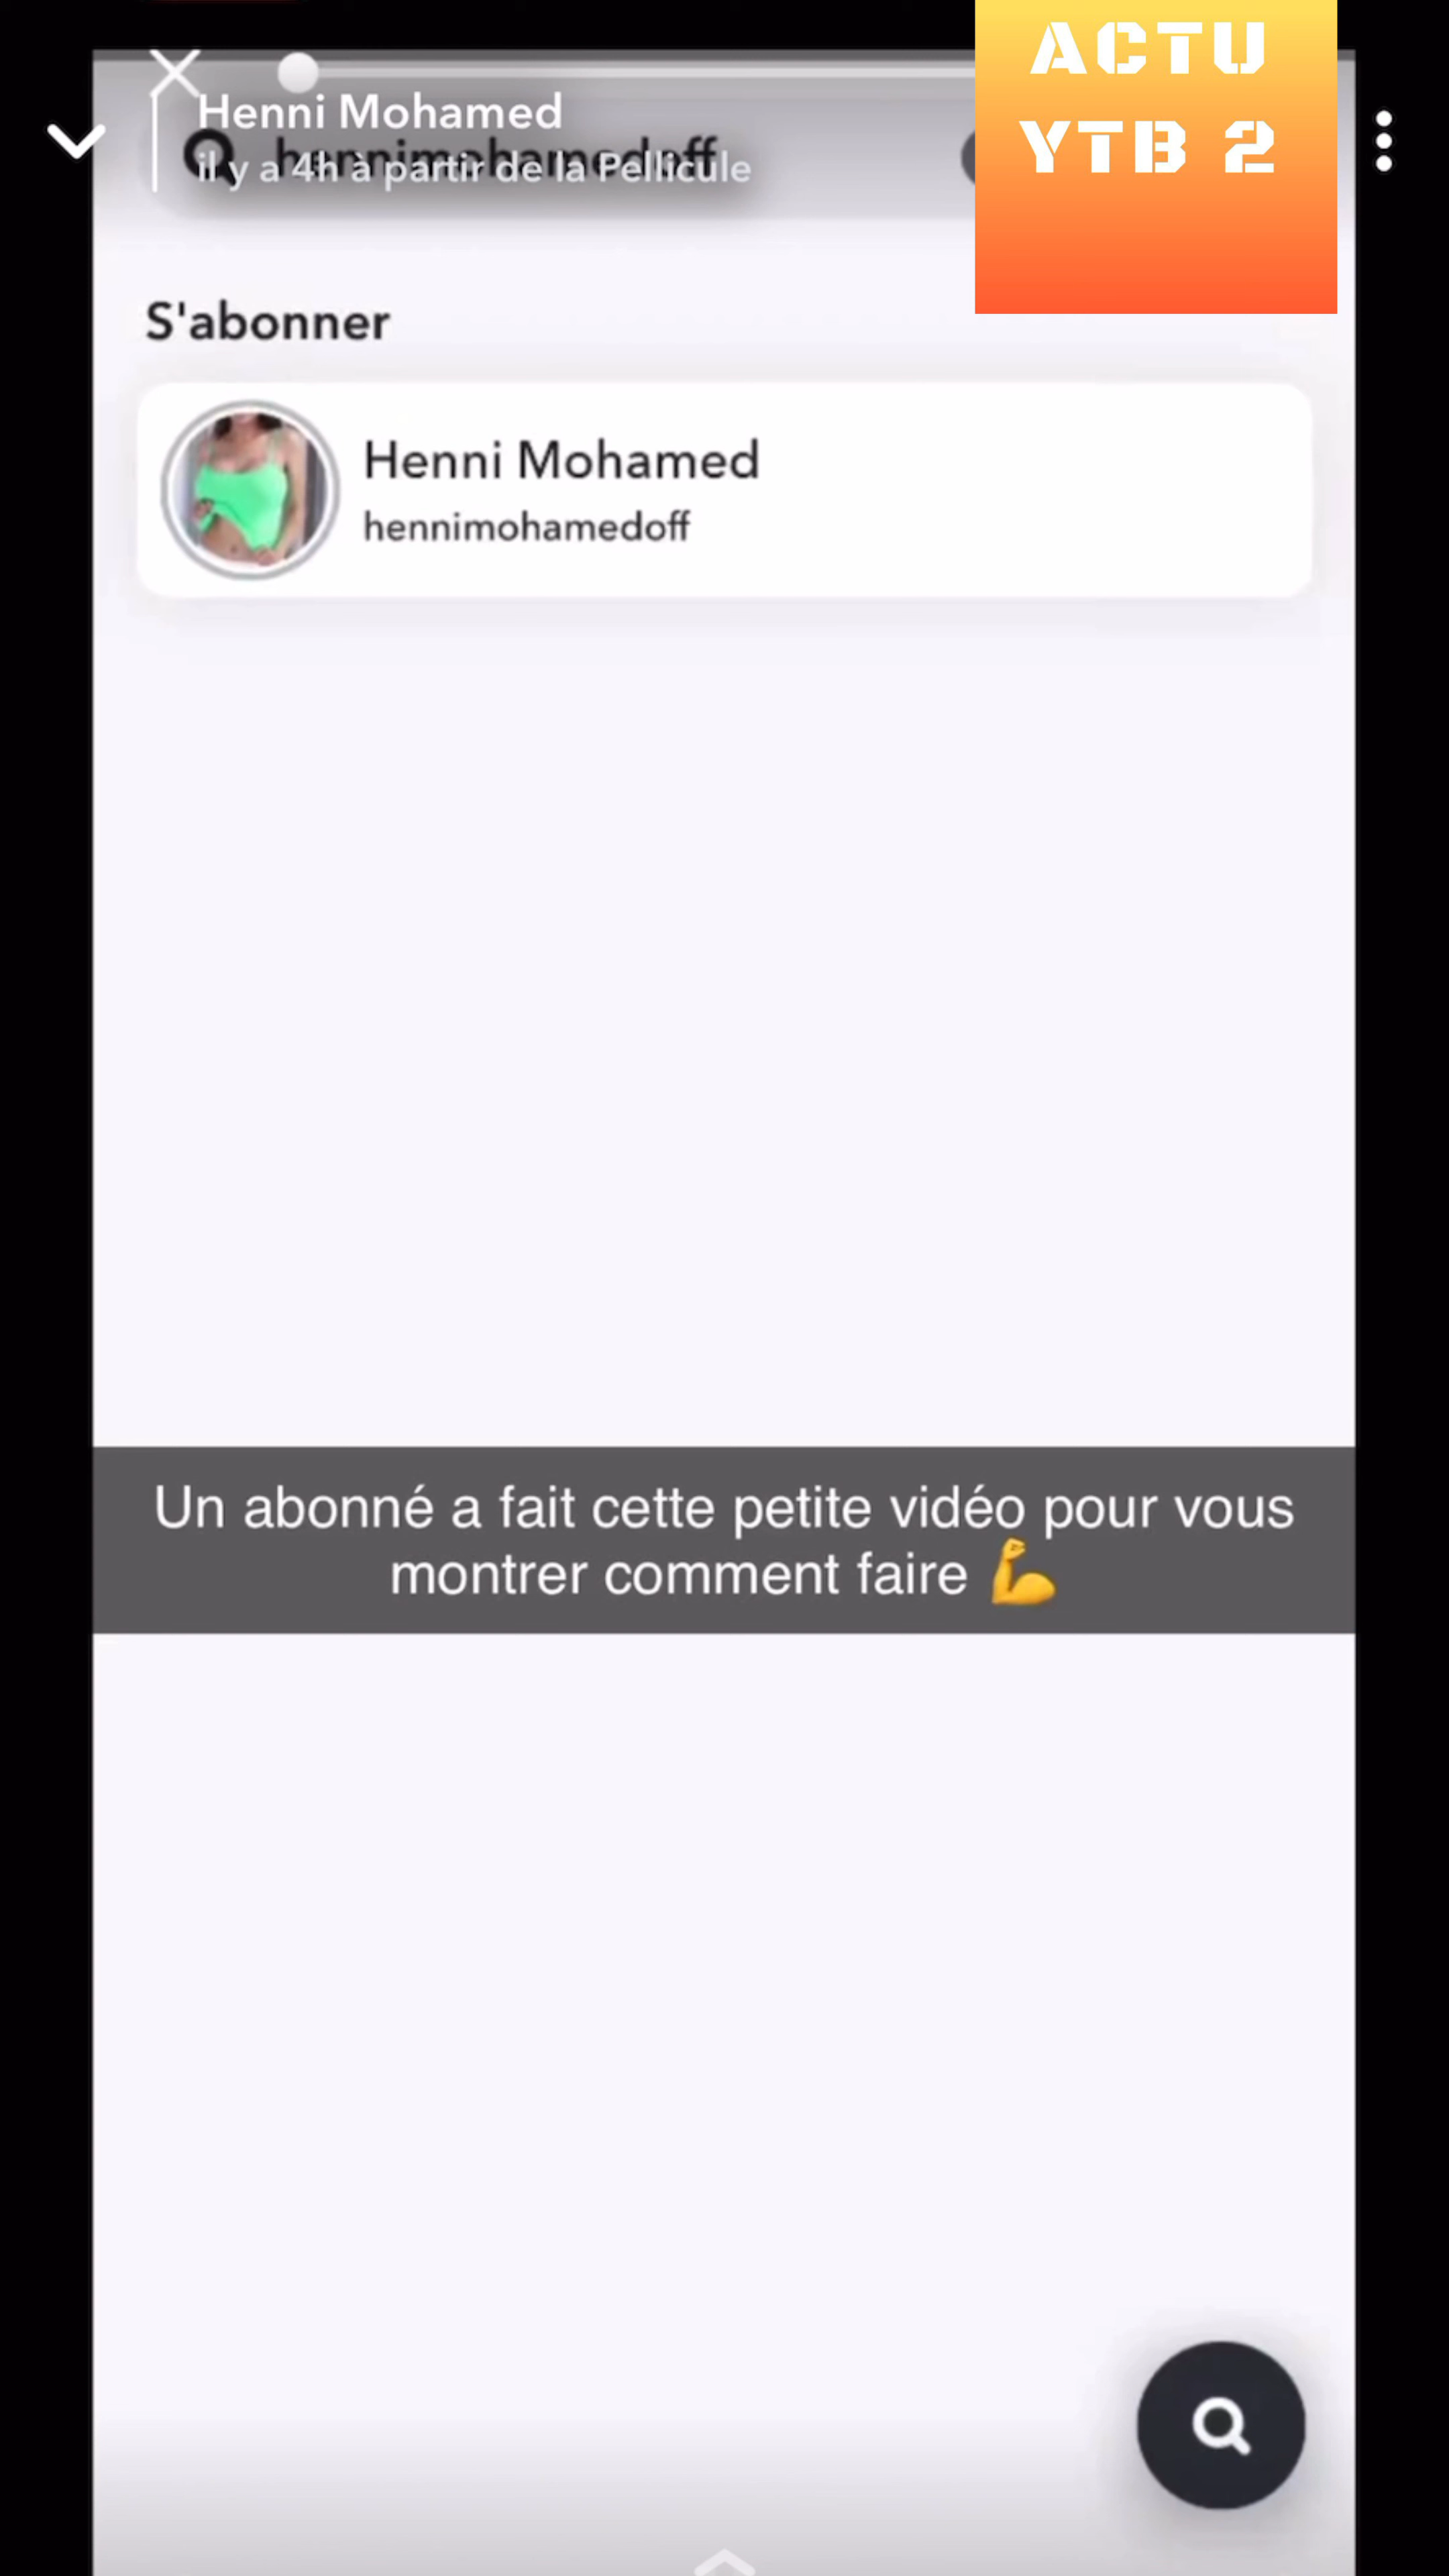 ACTU
YTB 2
Henni Mohamed
hennimohamedoff
il y a 4h à partir de la Pellicule
S'abonner
Henni Mohamed
hennimohamedoff
Un abonné a fait cette petite vidéo pour vous
montrer comment faire 💪